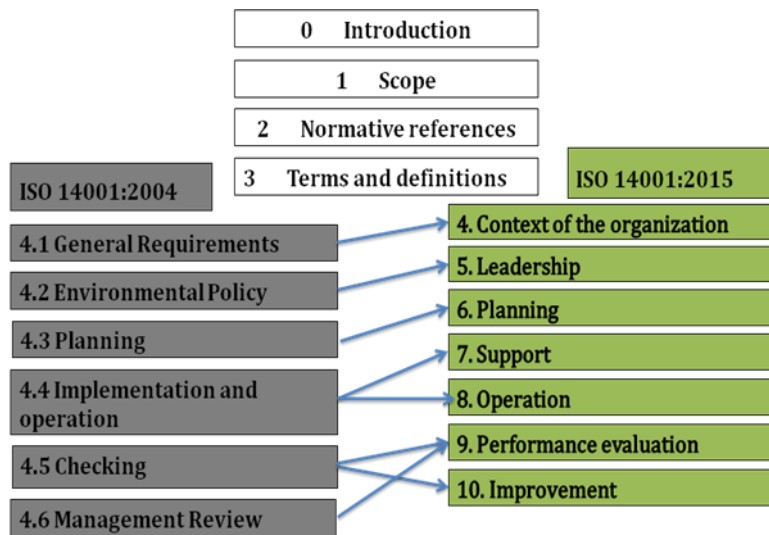 0 Introduction
1 Scope
2 Normative references
3 Terms and definitions
ISO 14001:2004
ISO 14001:2015
4.1 General Requirements
4.2 Environmental Policy
4.3 Planning
4.4 Implementation and
operation
4.5 Checking
4.6 Management Review
4. Context of the organization
5. Leadership
6. Planning
7. Support
8. Operation
9. Performance evaluation
10. Improvement